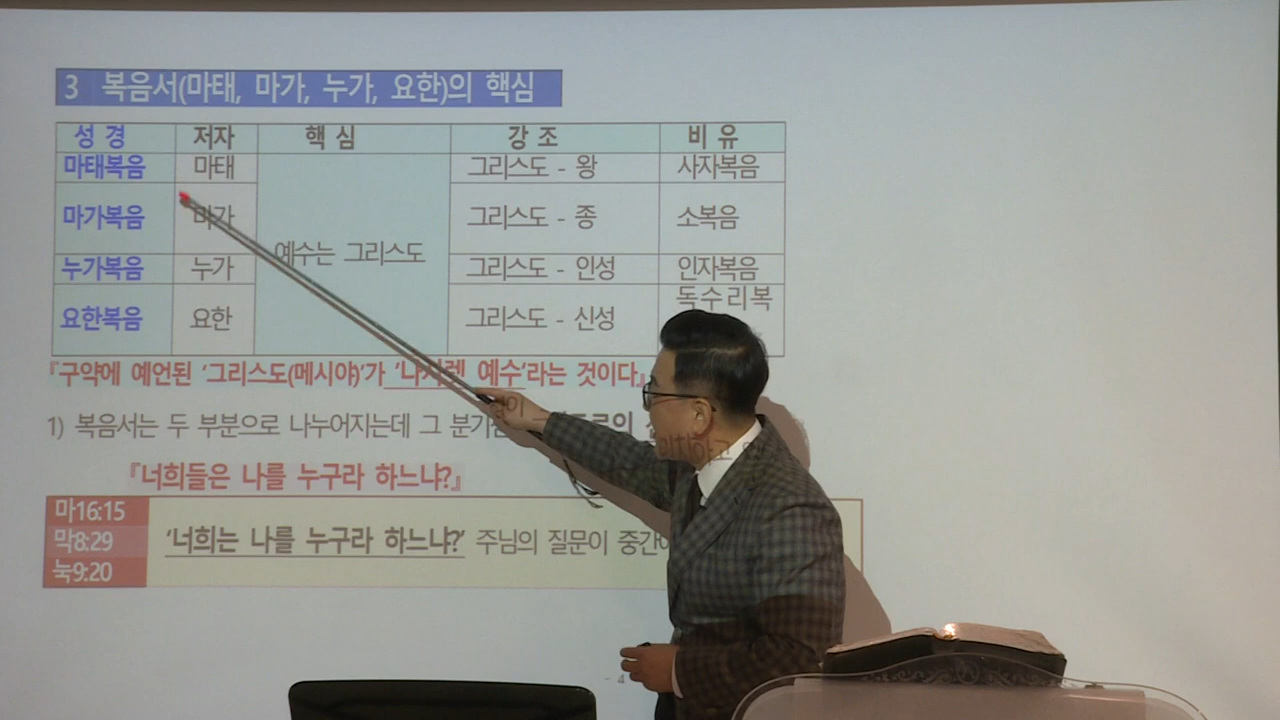 3 복음서(마태, 마가, 누가, 요한)의 핵심
성 경 저자 핵 심 강 조 비 유
마태복음 마태 그리스도 - 왕 사자복음
마가복음 마가 그리스도 - 종 소복음
예수는 그리스도
누가복음 누가 그리스도 - 인성 인자복음
요한복음 요한 그리스도 - 신성 독수리복
『구약에 예언된 '그리스도(메시야)'가 '나사렛 예수'라는 것이다』
1) 복음서는 두 부분으로 나누어지는데 그
『너희들은 나를 누구라 하느냐?』
마16:15
막8:29 '너희는 나를 누구라 하느냐?' 주님의 질문이
눅9:20
- 4